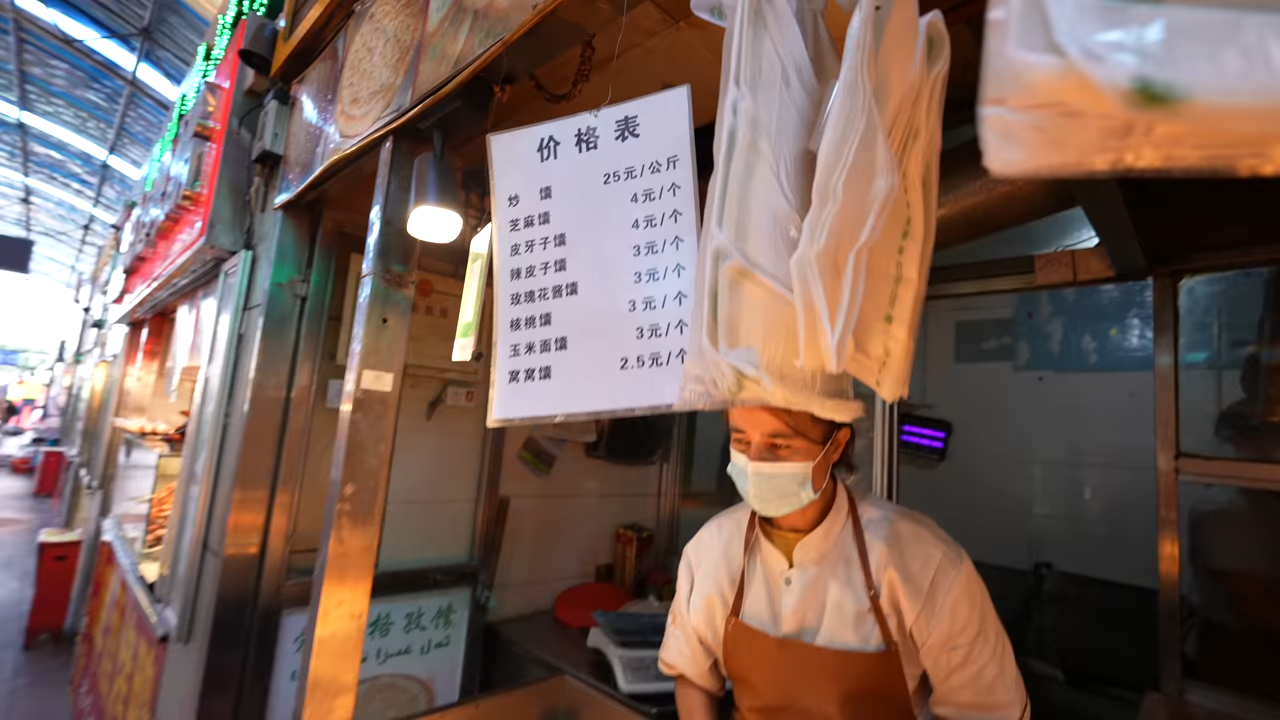 价格表
炒 馕 25元/公斤
芝麻馕 4元/个
皮牙子馕 4元/个
辣皮子馕 3元/个
玫瑰花酱馕 3元/个
核桃馕 3元/个
玉米面馕 3元/个
窝窝馕 2.5元/个
格孜馕